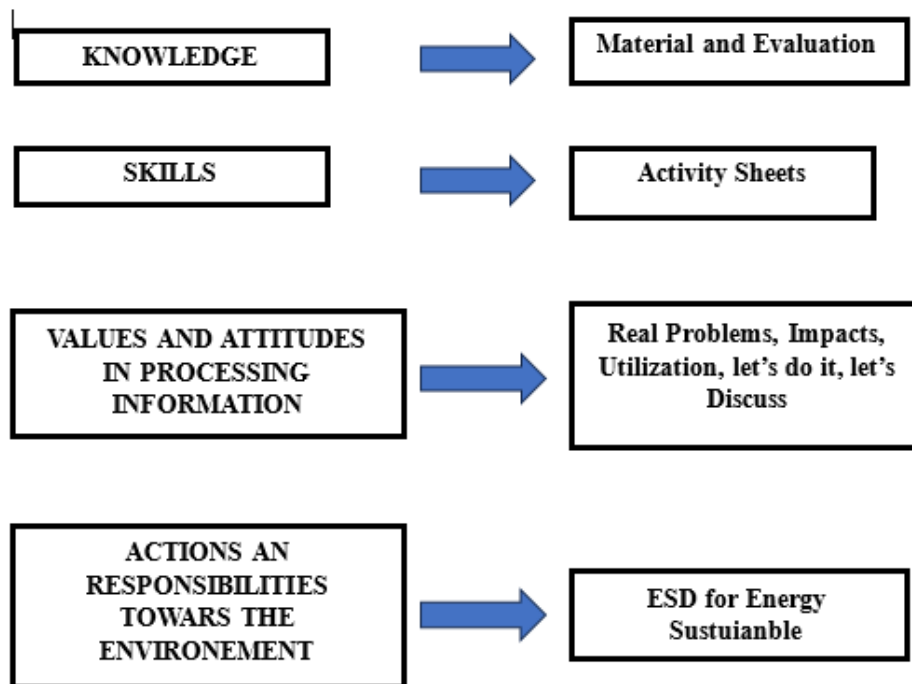 KNOWLEDGE
Material and Evaluation
SKILLS
Activity Sheets
VALUES AND ATTITUDES
IN PROCESSING
INFORMATION
Real Problems, Impacts,
Utilization, let's do it, let's
Discuss
ACTIONS AN
RESPONSIBILITIES
TOWARS THE
ENVIRONEMENT
ESD for Energy
Sustuianble